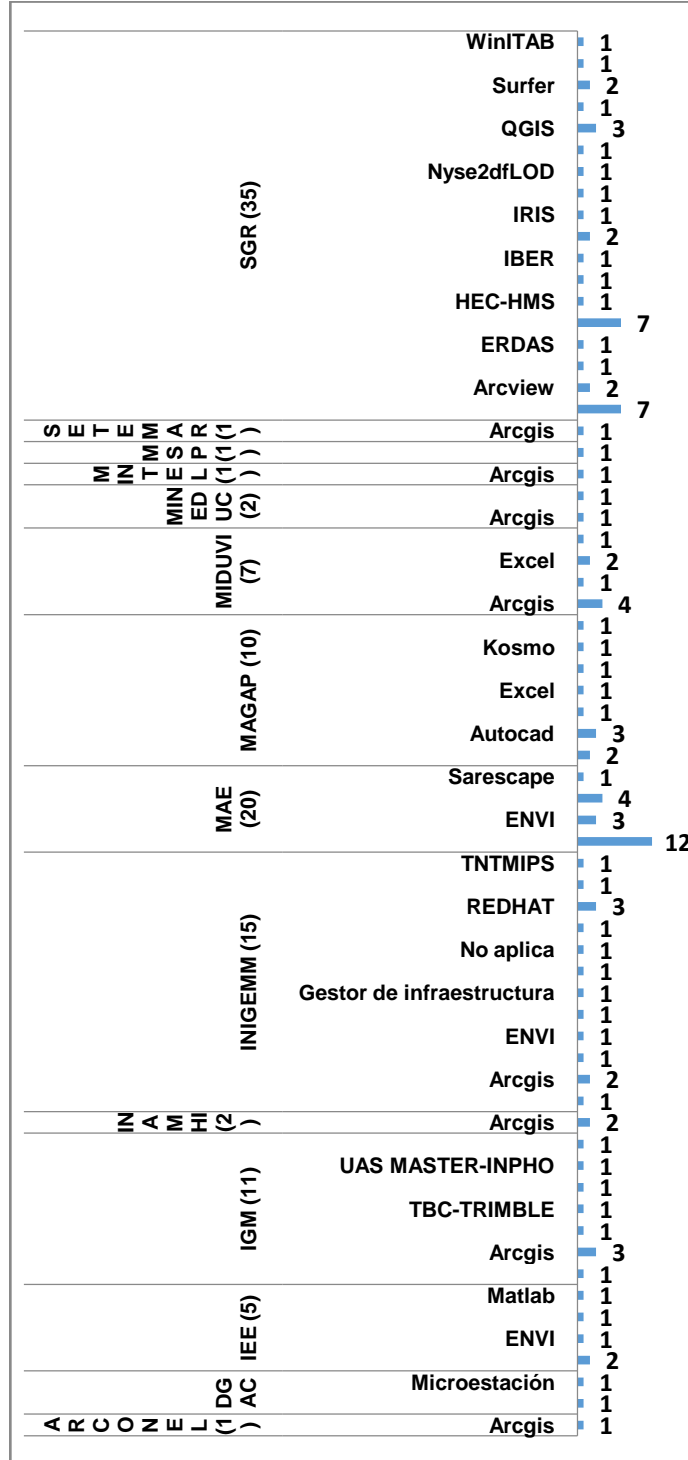 SGR (35)
WinITAB 1
1
Surfer 2
1
QGIS 3
1
Nyse2dfLOD 1
1
IRIS 1
2
IBER 1
1
HEC-HMS 1
7
ERDAS 1
1
Arcview 2
7
SETEMAR (1)
Arcgis 1
MMSAP (1)
1
MINTEL (1)
Arcgis 1
MINEDUC (2)
1
Arcgis 1
MIDUVI (7)
1
Excel 2
1
Arcgis 4
MAGAP (10)
1
Kosmo 1
1
Excel 1
1
Autocad 3
2
MAE (20)
Sarescape 1
4
ENVI 3
12
INIGEMM (15)
TNTMIPS 1
1
REDHAT 3
1
No aplica 1
1
Gestor de infraestructura 1
1
ENVI 1
1
Arcgis 2
1
INAMHI (2)
Arcgis 2
IGM (11)
1
UAS MASTER-INPHO 1
1
TBC-TRIMBLE 1
1
Arcgis 3
1
IEE (5)
Matlab 1
1
ENVI 1
2
DGAC
Microestación 1
1
ARCONEL (1)
Arcgis 1